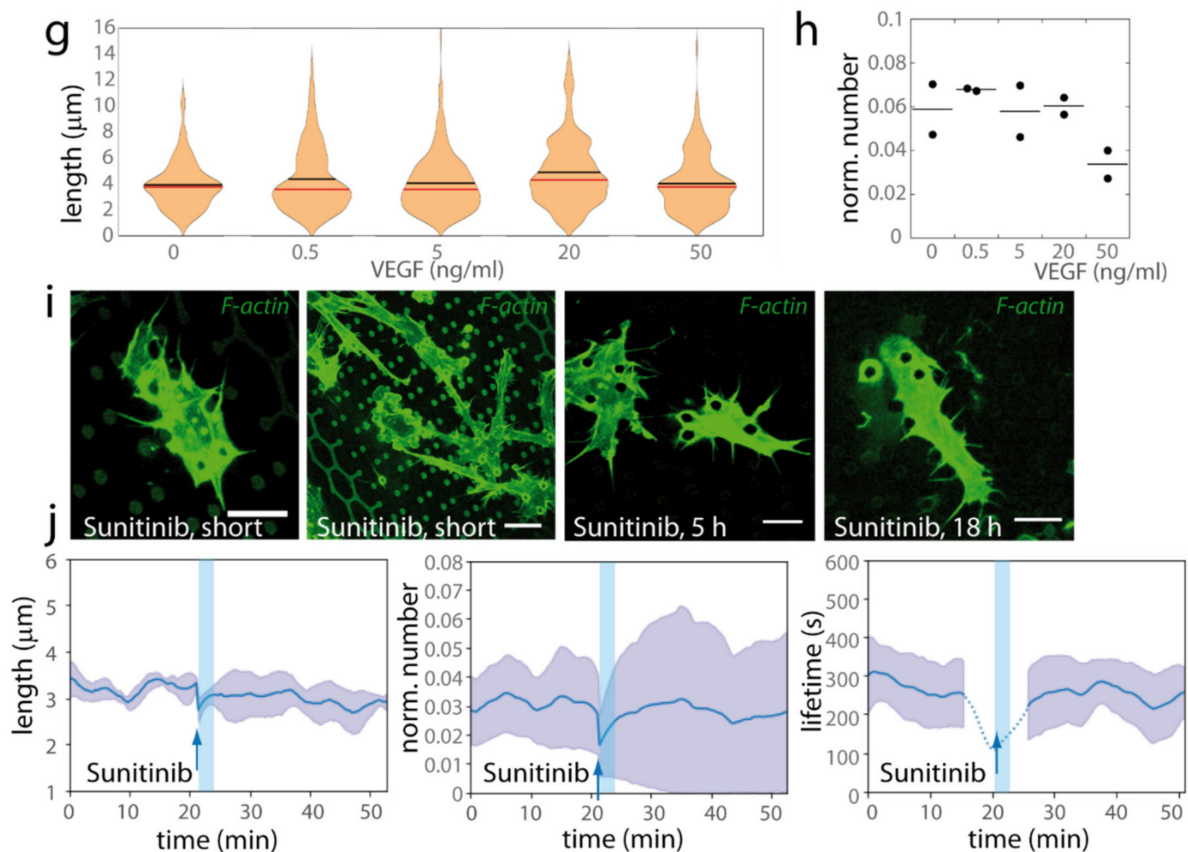 g
length (μm)
16
14
12
10
8
6
4
2
0
0 0.5 5 20 50
VEGF (ng/ml)
h
norm. number
0.1
0.08
0.06
0.04
0.02
0
0 0.5 5 20 50
VEGF (ng/ml)
i
F-actin
Sunitinib, short
F-actin
Sunitinib, short
F-actin
Sunitinib, 5 h
F-actin
Sunitinib, 18 h
j
length (μm)
6
5
4
3
2
1
Sunitinib
0 10 20 30 40 50
time (min)
norm. number
0.08
0.07
0.06
0.05
0.04
0.03
0.02
0.01
0
Sunitinib
0 10 20 30 40 50
time (min)
lifetime (s)
600
500
400
300
200
100
0
Sunitinib
0 10 20 30 40 50
time (min)